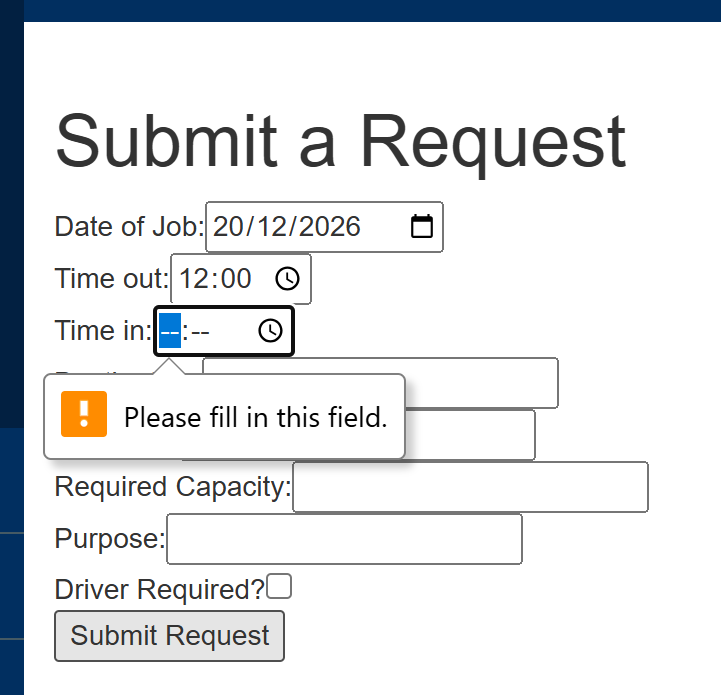 Submit a Request
Date of Job: 20/12/2026
Time out: 12:00
Time in: --:--
Please fill in this field.
Required Capacity:
Purpose:
Driver Required?
Submit Request